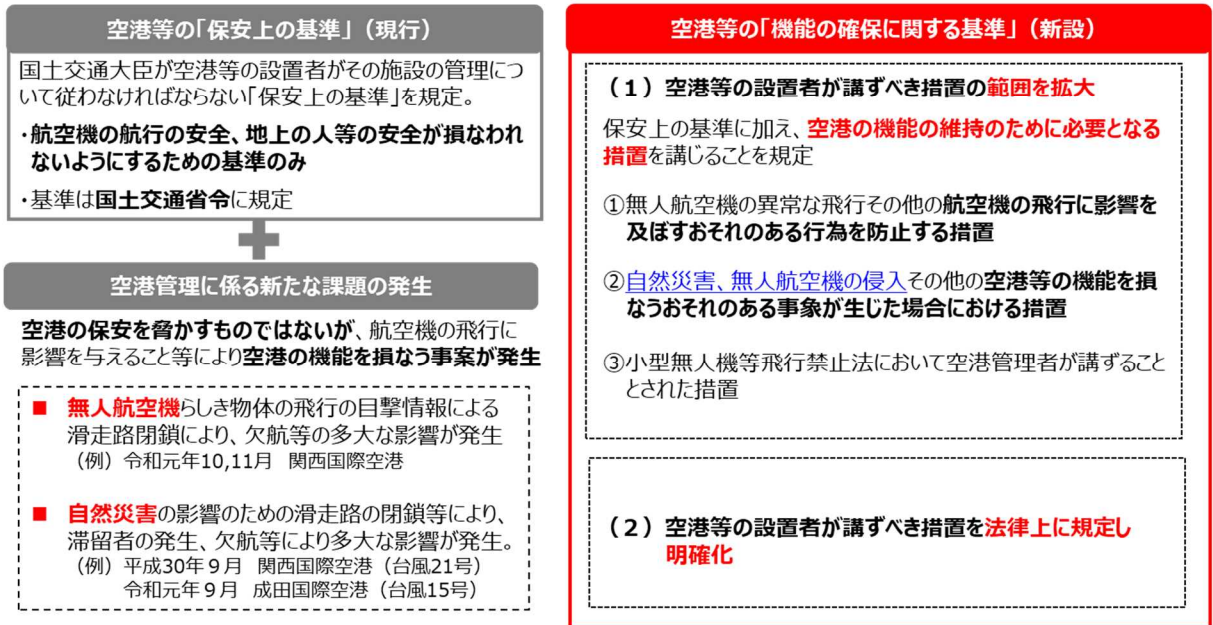 空港等の「保安上の基準」（現行）
国土交通大臣が空港等の設置者がその施設の管理につ
いて従わなければならない「保安上の基準」を規定。
・航空機の航行の安全、地上の人等の安全が損なわれ
ないようにするための基準のみ
・基準は国土交通省令に規定
空港管理に係る新たな課題の発生
空港の保安を脅かすものではないが、航空機の飛行に
影響を与えること等により空港の機能を損なう事案が発生
■ 無人航空機らしき物体の飛行の目撃情報による
滑走路閉鎖により、欠航等の多大な影響が発生
（例）令和元年10,11月　関西国際空港
■ 自然災害の影響のための滑走路の閉鎖等により、
滞留者の発生、欠航等により多大な影響が発生。
（例）平成30年９月　関西国際空港（台風21号）
令和元年９月　成田国際空港（台風15号）
空港等の「機能の確保に関する基準」（新設）
（１）空港等の設置者が講ずべき措置の範囲を拡大
保安上の基準に加え、空港の機能の維持のために必要となる
措置を講じることを規定
①無人航空機の異常な飛行その他の航空機の飛行に影響を
及ぼすおそれのある行為を防止する措置
②自然災害、無人航空機の侵入その他の空港等の機能を損
なうおそれのある事象が生じた場合における措置
③小型無人機等飛行禁止法において空港管理者が講ずること
とされた措置
（２）空港等の設置者が講ずべき措置を法律上に規定し
明確化